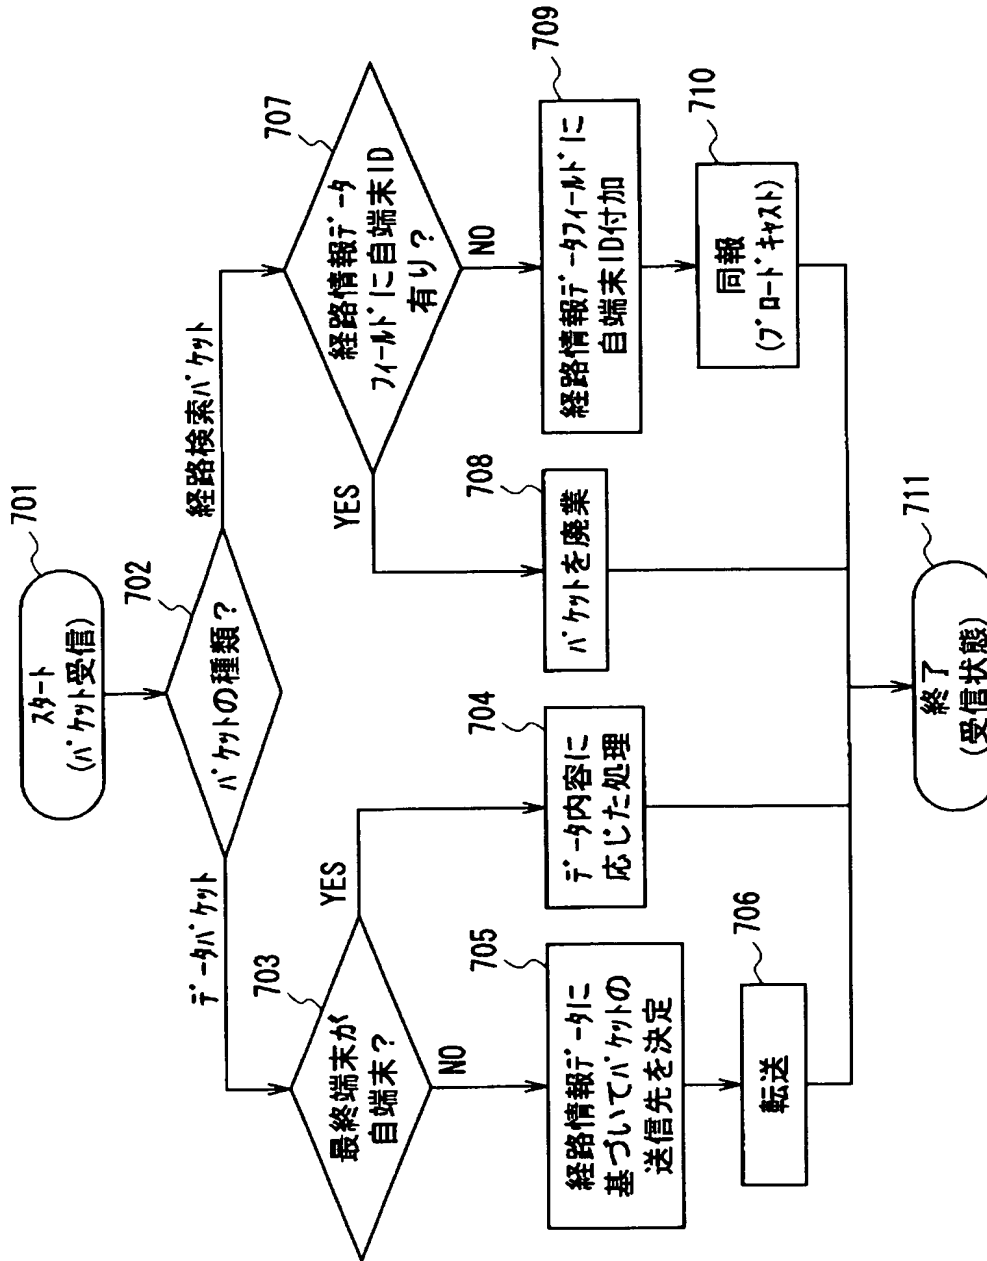 701
スタート
(パケット受信)
702
パケットの種類?
データパケット
経路検索パケット
703
最終端末が
自端末?
YES
NO
704
データ内容に
応じた処理
705
経路情報データに
基づいてパケットの
送信先を決定
706
転送
707
経路情報データ
フィールドに自端末ID
有り?
YES
NO
708
パケットを廃業
709
経路情報データフィールドに
自端末ID付加
710
同報
(ブロードキャスト)
711
終了
(受信状態)